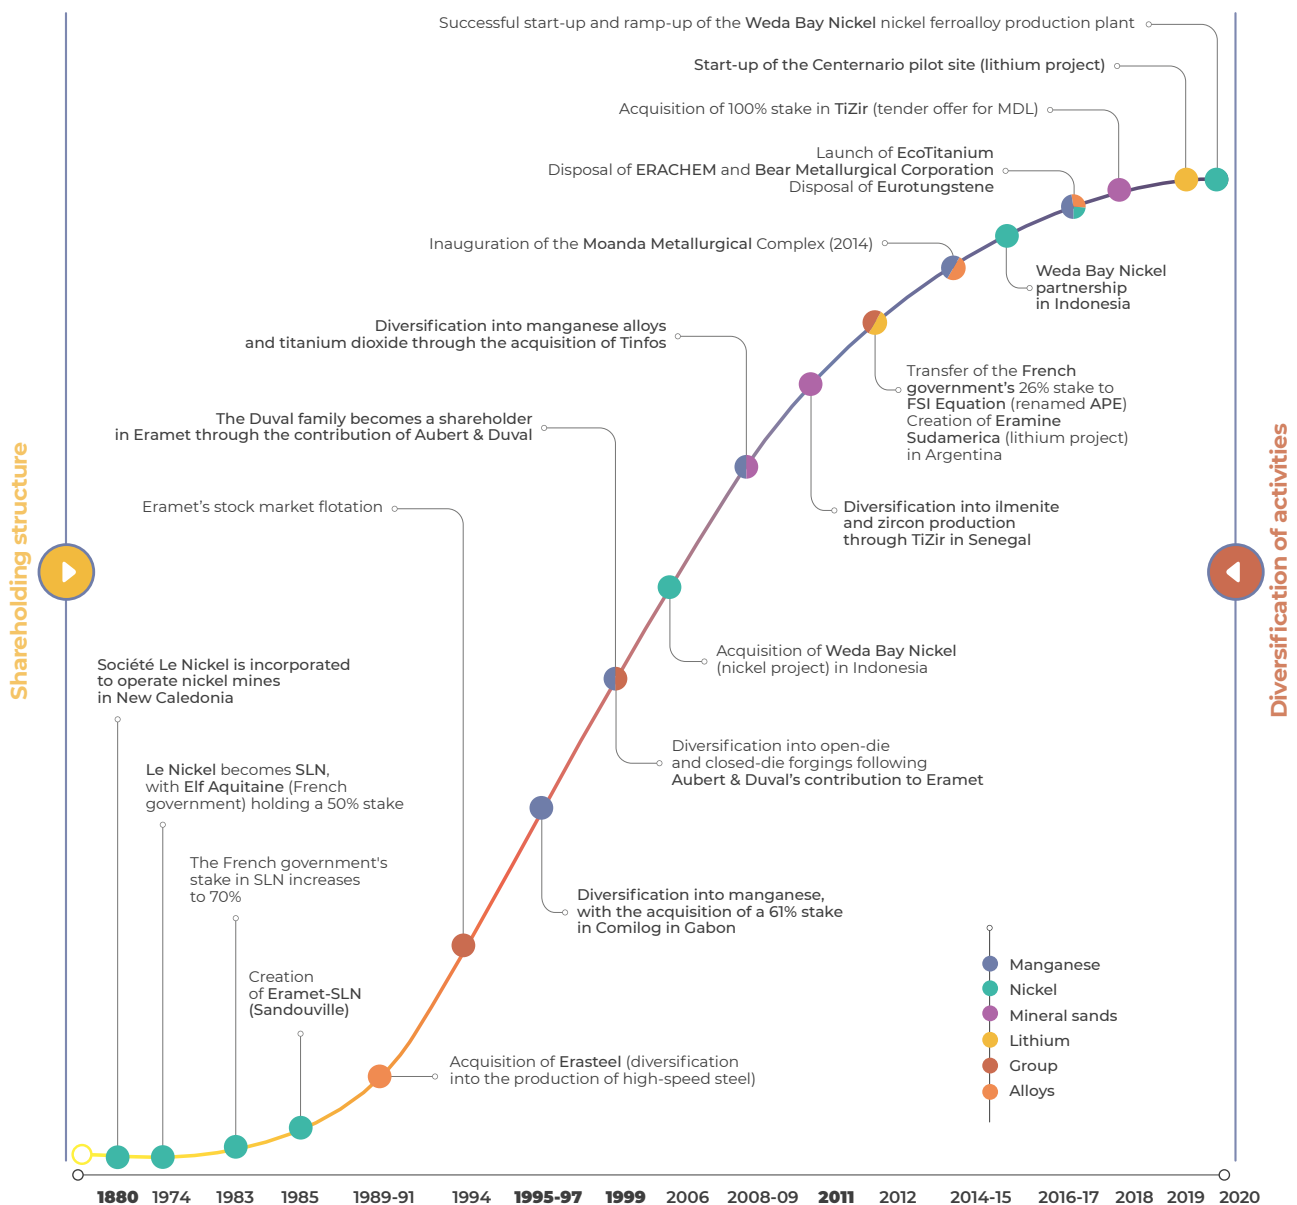 Successful start-up and ramp-up of the Weda Bay Nickel nickel ferroalloy production plant
Start-up of the Centernario pilot site (lithium project)
Acquisition of 100% stake in TiZir (tender offer for MDL)
Launch of EcoTitanium
Disposal of ERACHEM and Bear Metallurgical Corporation
Disposal of Eurotungstene
Inauguration of the Moanda Metallurgical Complex (2014)
Weda Bay Nickel
partnership
in Indonesia
Diversification into manganese alloys
and titanium dioxide through the acquisition of Tinfos
Transfer of the French
government's 26% stake to
FSI Equation (renamed APE)
Creation of Eramine
Sudamerica (lithium project)
in Argentina
The Duval family becomes a shareholder
in Eramet through the contribution of Aubert & Duval
Eramet's stock market flotation
Diversification into ilmenite
and zircon production
through TiZir in Senegal
Shareholding structure
Diversification of activities
Acquisition of Weda Bay Nickel
(nickel project) in Indonesia
Société Le Nickel is incorporated
to operate nickel mines
in New Caledonia
Diversification into open-die
and closed-die forgings following
Aubert & Duval's contribution to Eramet
Le Nickel becomes SLN,
with Elf Aquitaine (French
government) holding a 50% stake
The French government's
stake in SLN increases
to 70%
Diversification into manganese,
with the acquisition of a 61% stake
in Comilog in Gabon
Creation
of Eramet-SLN
(Sandouville)
Acquisition of Erasteel (diversification
into the production of high-speed steel)
Manganese
Nickel
Mineral sands
Lithium
Group
Alloys
1880 1974 1983 1985 1989-91 1994 1995-97 1999 2006 2008-09 2011 2012 2014-15 2016-17 2018 2019 2020